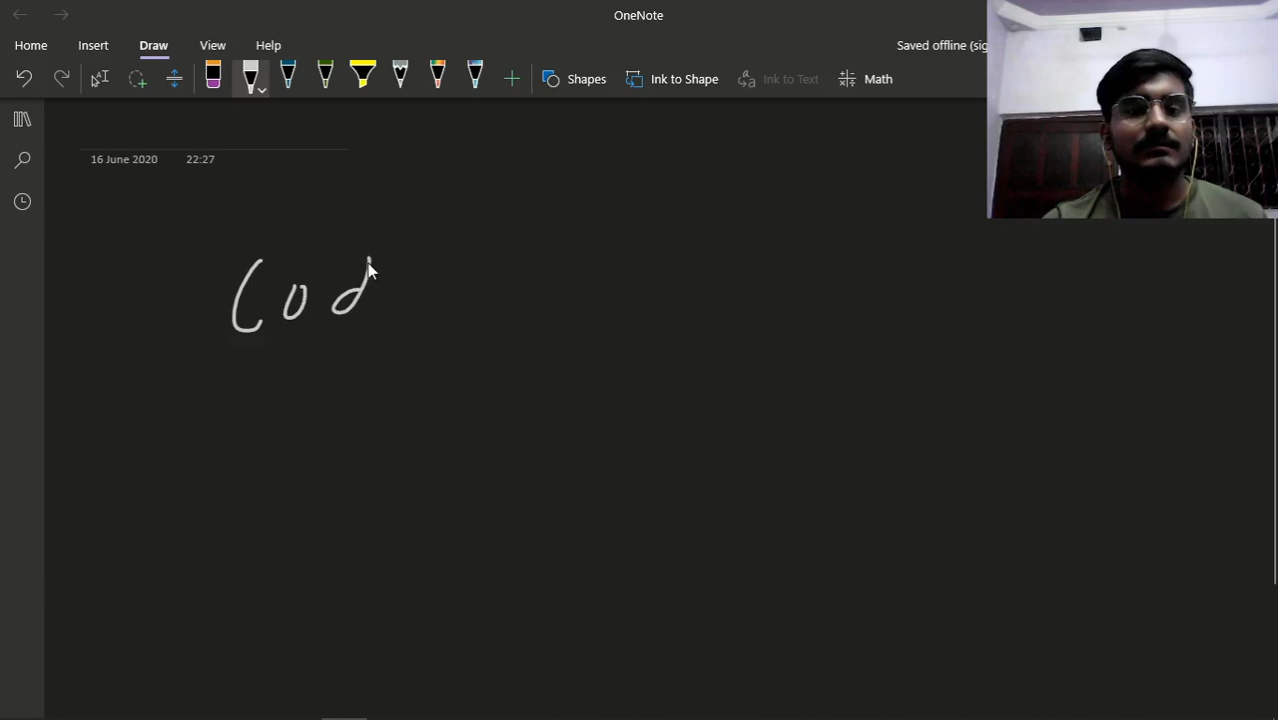 OneNote
Home Insert Draw View Help Saved offline (sig
Shapes Ink to Shape Ink to Text Math
16 June 2020 22:27
Cod